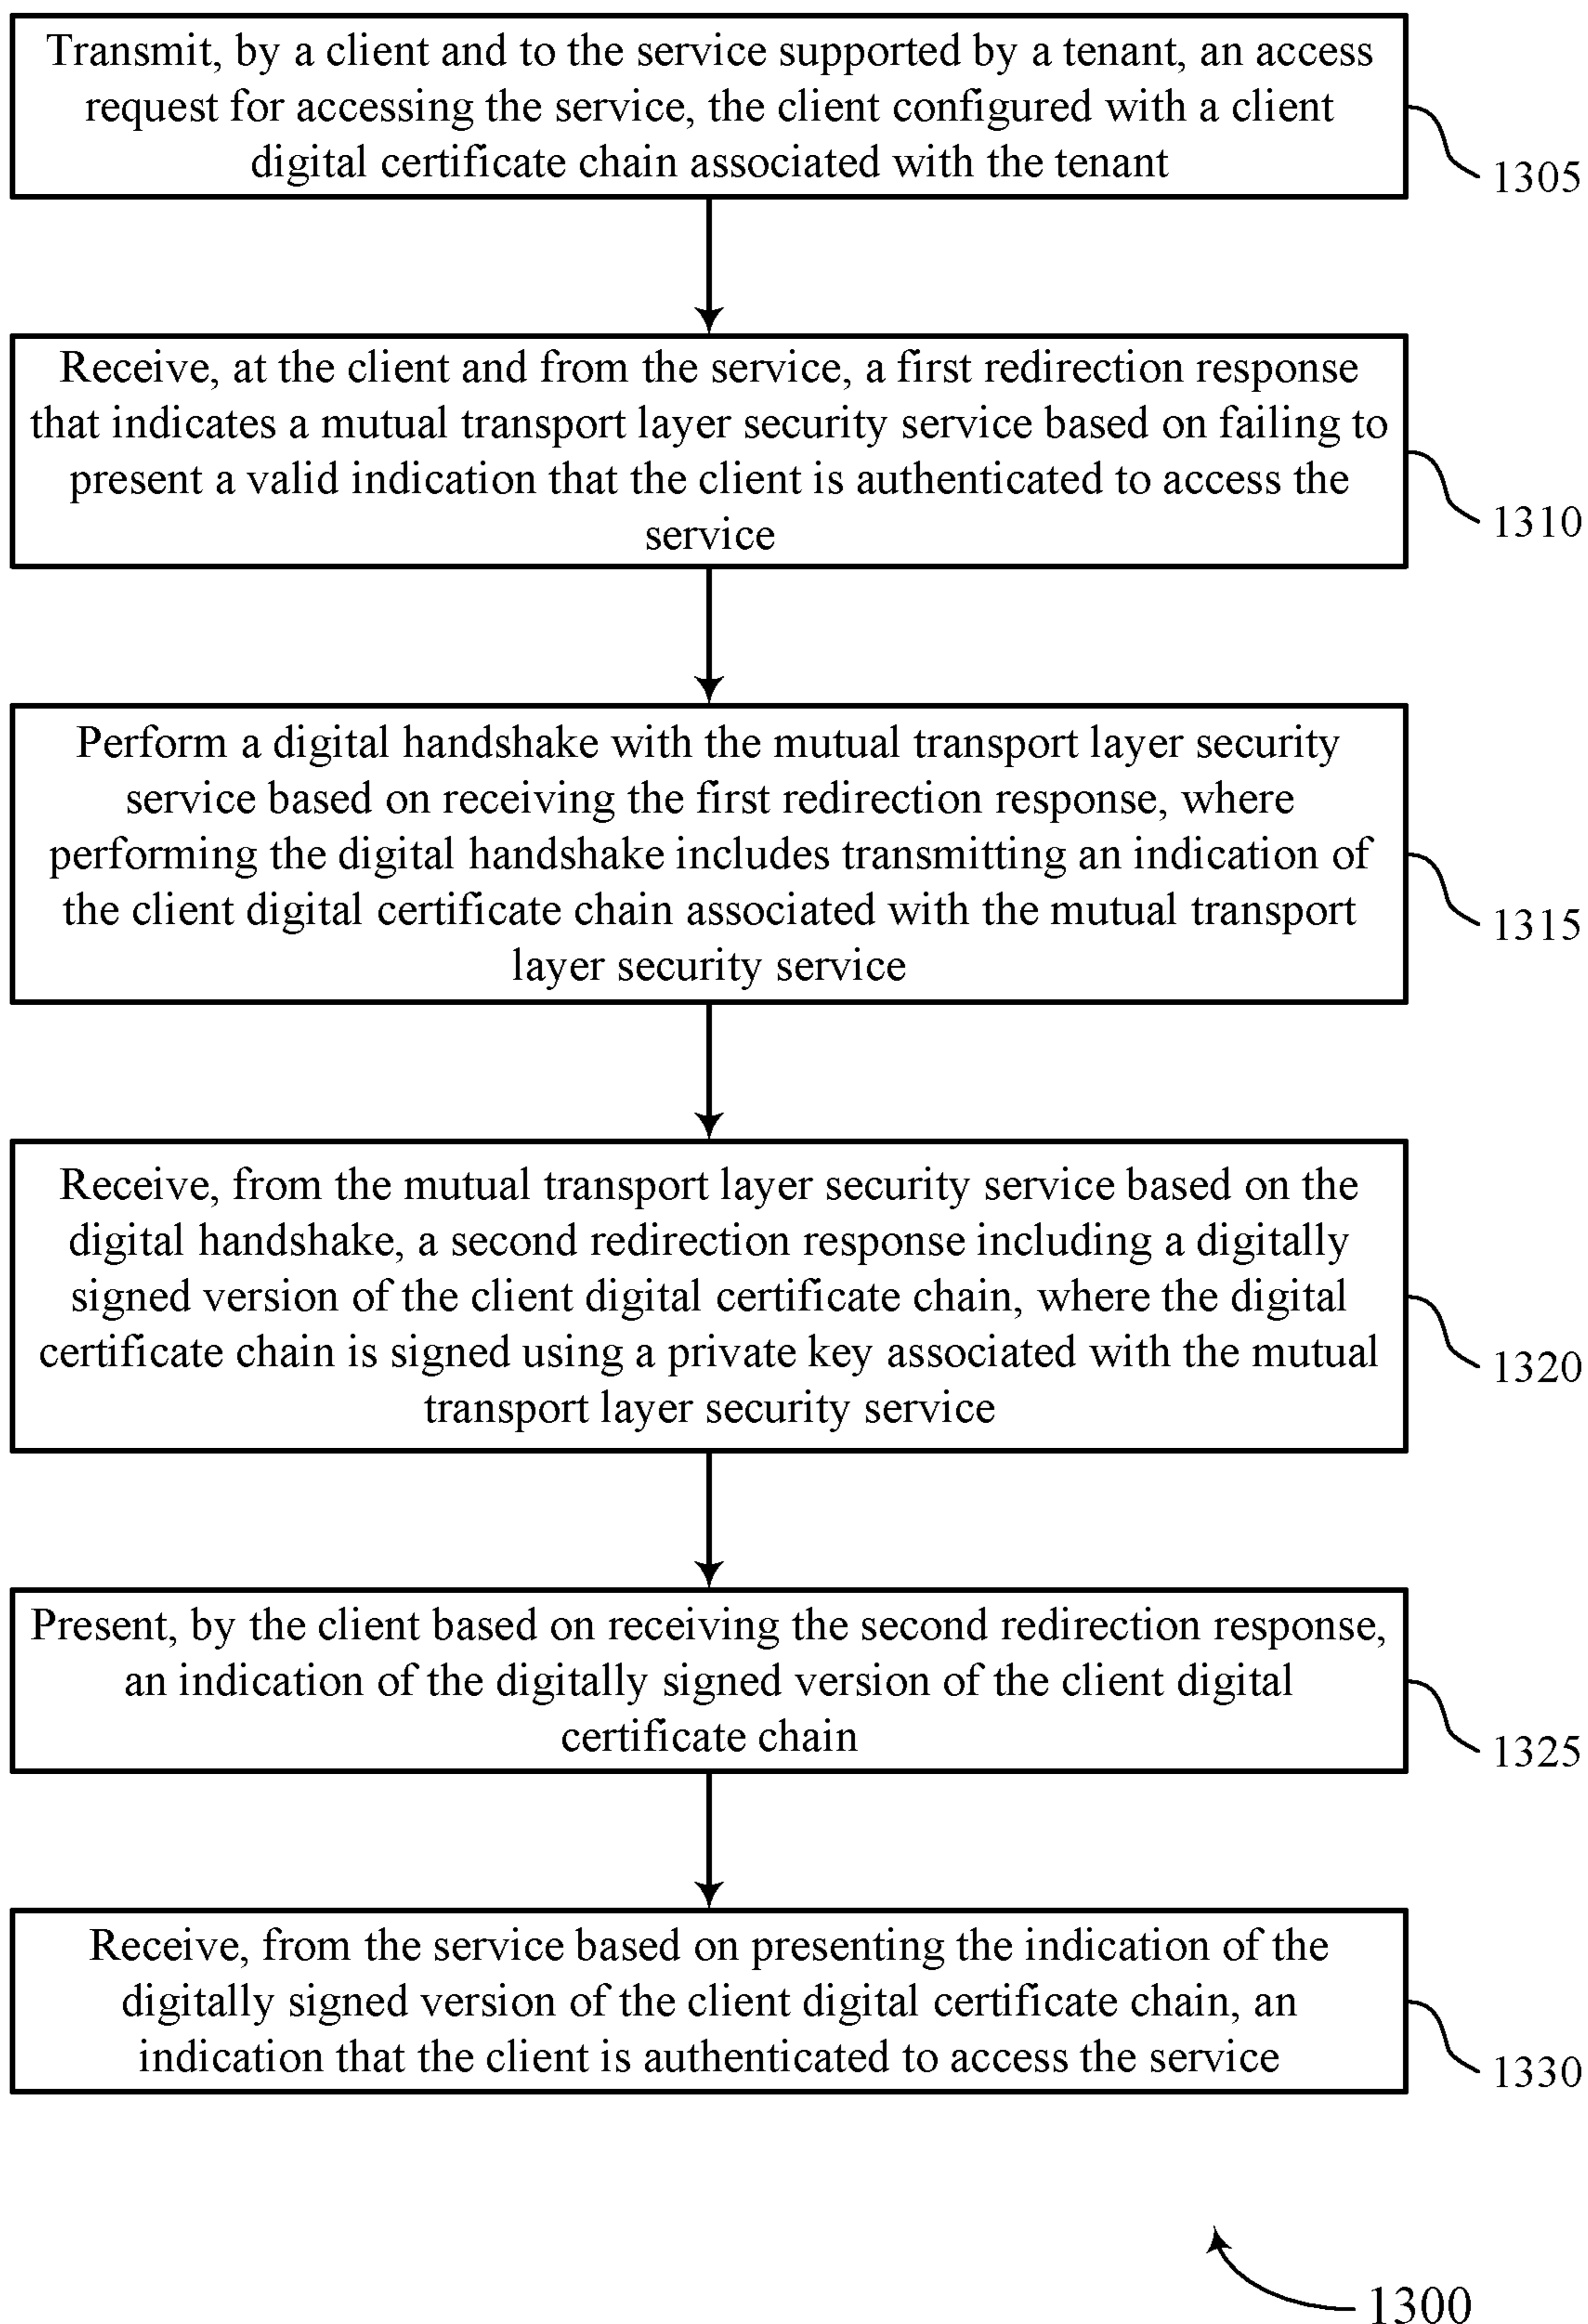 Transmit, by a client and to the service supported by a tenant, an access
request for accessing the service, the client configured with a client
digital certificate chain associated with the tenant
1305
Receive, at the client and from the service, a first redirection response
that indicates a mutual transport layer security service based on failing to
present a valid indication that the client is authenticated to access the
service
1310
Perform a digital handshake with the mutual transport layer security
service based on receiving the first redirection response, where
performing the digital handshake includes transmitting an indication of
the client digital certificate chain associated with the mutual transport
layer security service
1315
Receive, from the mutual transport layer security service based on the
digital handshake, a second redirection response including a digitally
signed version of the client digital certificate chain, where the digital
certificate chain is signed using a private key associated with the mutual
transport layer security service
1320
Present, by the client based on receiving the second redirection response,
an indication of the digitally signed version of the client digital
certificate chain
1325
Receive, from the service based on presenting the indication of the
digitally signed version of the client digital certificate chain, an
indication that the client is authenticated to access the service
1330
1300